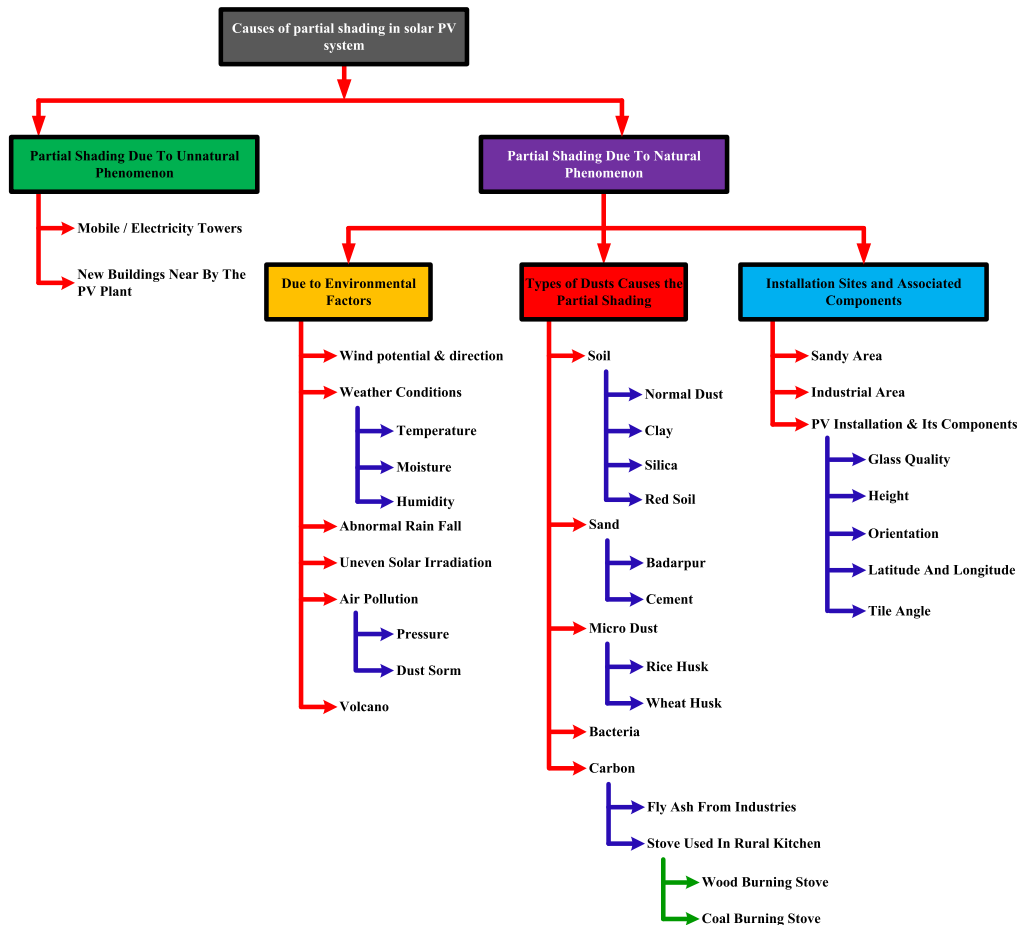 Causes of partial shading in solar PV
system
Partial Shading Due To Unnatural
Phenomenon
Mobile / Electricity Towers
New Buildings Near By The
PV Plant
Partial Shading Due To Natural
Phenomenon
Due to Environmental
Factors
Wind potential & direction
Weather Conditions
Temperature
Moisture
Humidity
Abnormal Rain Fall
Uneven Solar Irradiation
Air Pollution
Pressure
Dust Sorm
Volcano
Types of Dusts Causes the
Partial Shading
Soil
Normal Dust
Clay
Silica
Red Soil
Sand
Badarpur
Cement
Micro Dust
Rice Husk
Wheat Husk
Bacteria
Carbon
Fly Ash From Industries
Stove Used In Rural Kitchen
Wood Burning Stove
Coal Burning Stove
Installation Sites and Associated
Components
Sandy Area
Industrial Area
PV Installation & Its Components
Glass Quality
Height
Orientation
Latitude And Longitude
Tile Angle